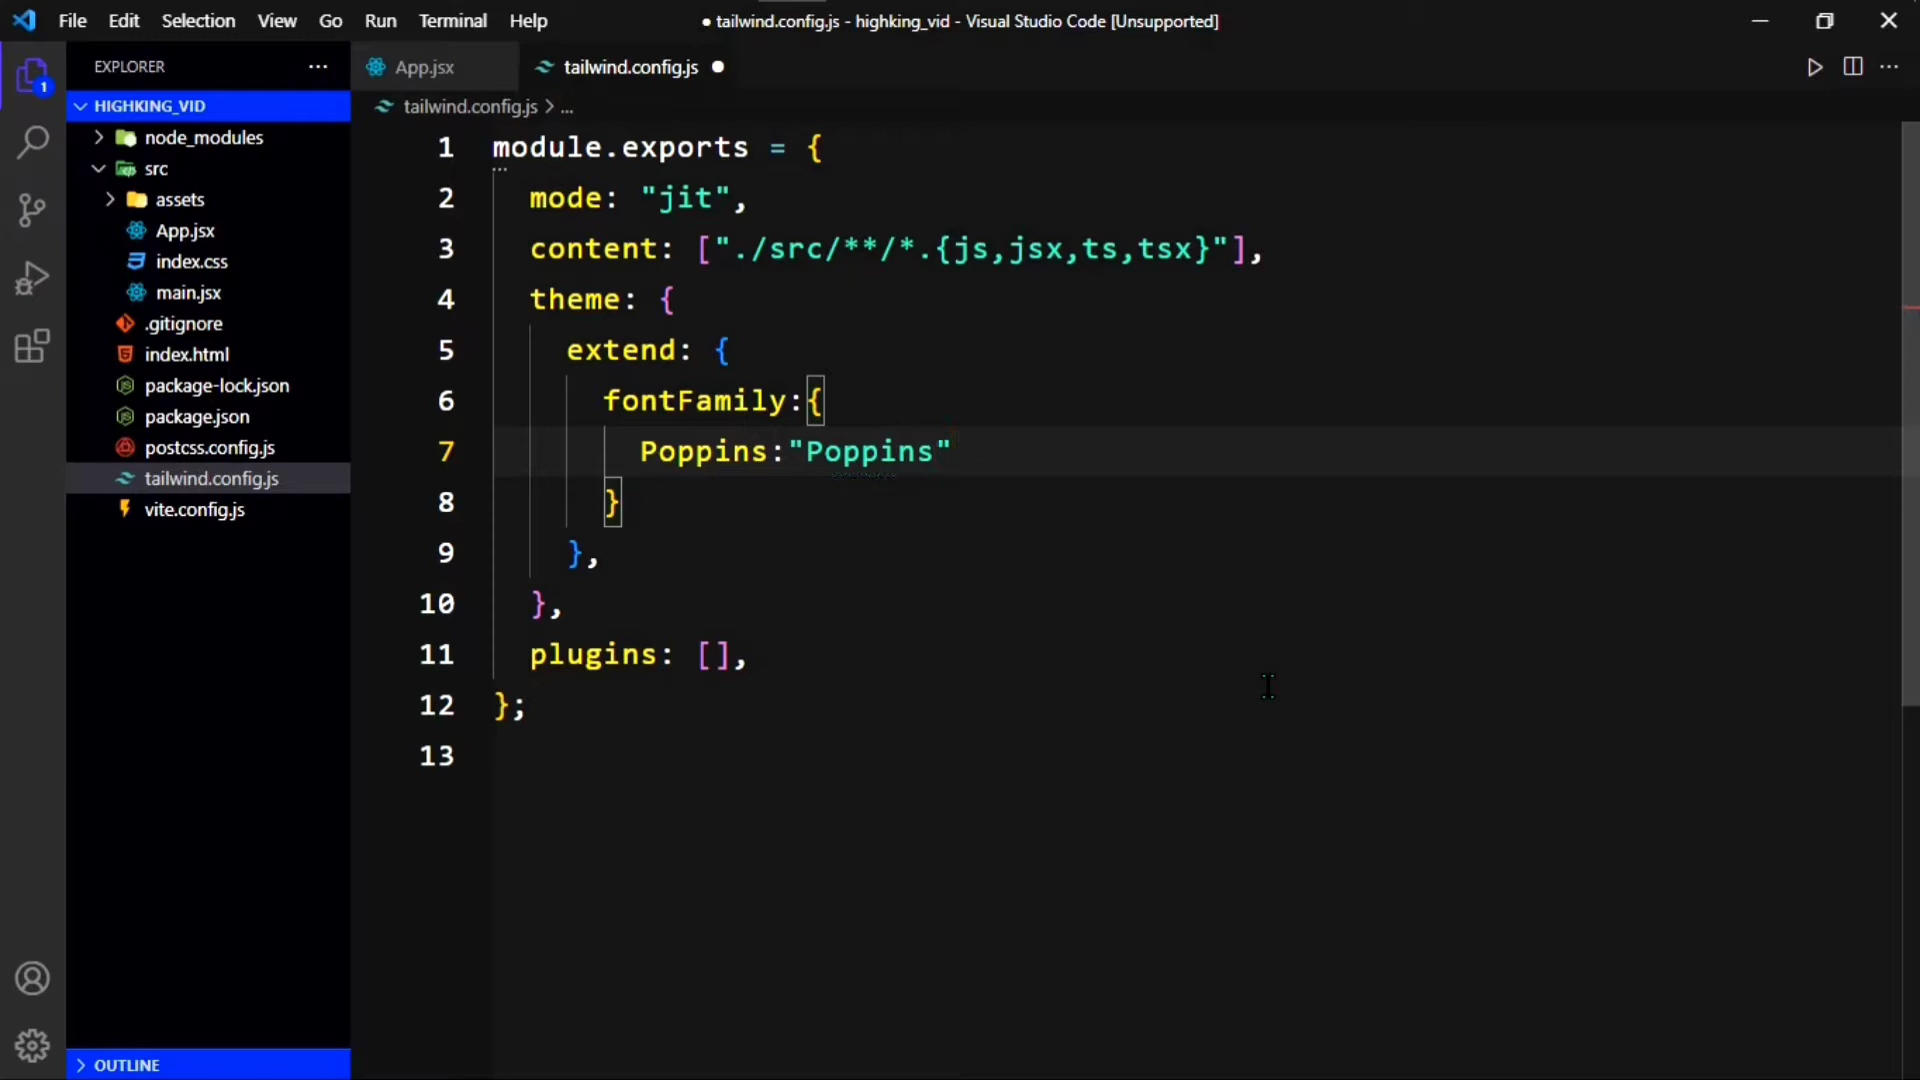 File Edit Selection View Go Run Terminal Help
● tailwind.config.js - highking_vid - Visual Studio Code [Unsupported]
EXPLORER
App.jsx
tailwind.config.js
1
HIGHKING_VID
tailwind.config.js > ...
node_modules
src
assets
App.jsx
index.css
main.jsx
.gitignore
index.html
package-lock.json
package.json
postcss.config.js
tailwind.config.js
vite.config.js
1 module.exports = {
2 mode: "jit",
3 content: ["./src/**/*.{js,jsx,ts,tsx}"],
4 theme: {
5 extend: {
6 fontFamily:{
7 Poppins:"Poppins"
8 }
9 },
10 },
11 plugins: [],
12 };
13
OUTLINE